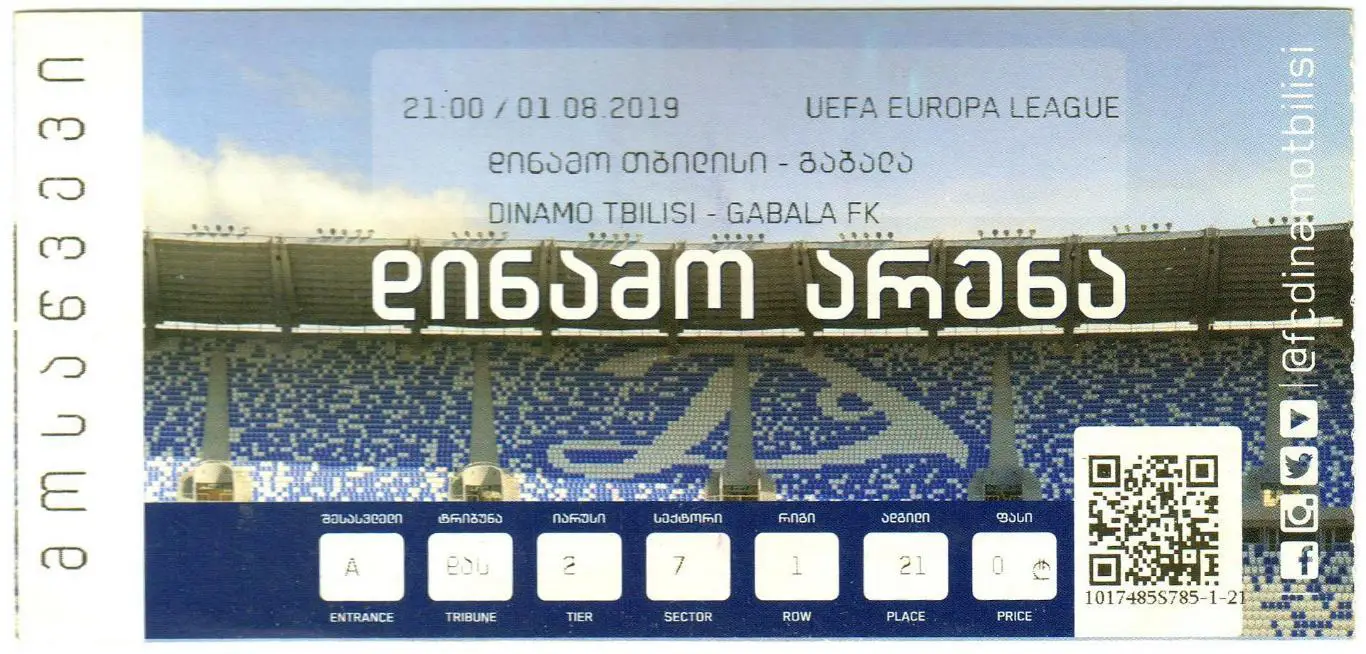 მოსაწვევი
21:00 / 01.08.2019
UEFA EUROPA LEAGUE
დინამო თბილისი - გაბალა
DINAMO TBILISI - GABALA FK
დინამო არენა
@afcdinamotbilisi
შესასვლელი ტრიბუნა იარუსი სექტორი რიგი ადგილი ფასი
A დას 2 7 1 21 0 ₾
ENTRANCE TRIBUNE TIER SECTOR ROW PLACE PRICE
1017485S785-1-21